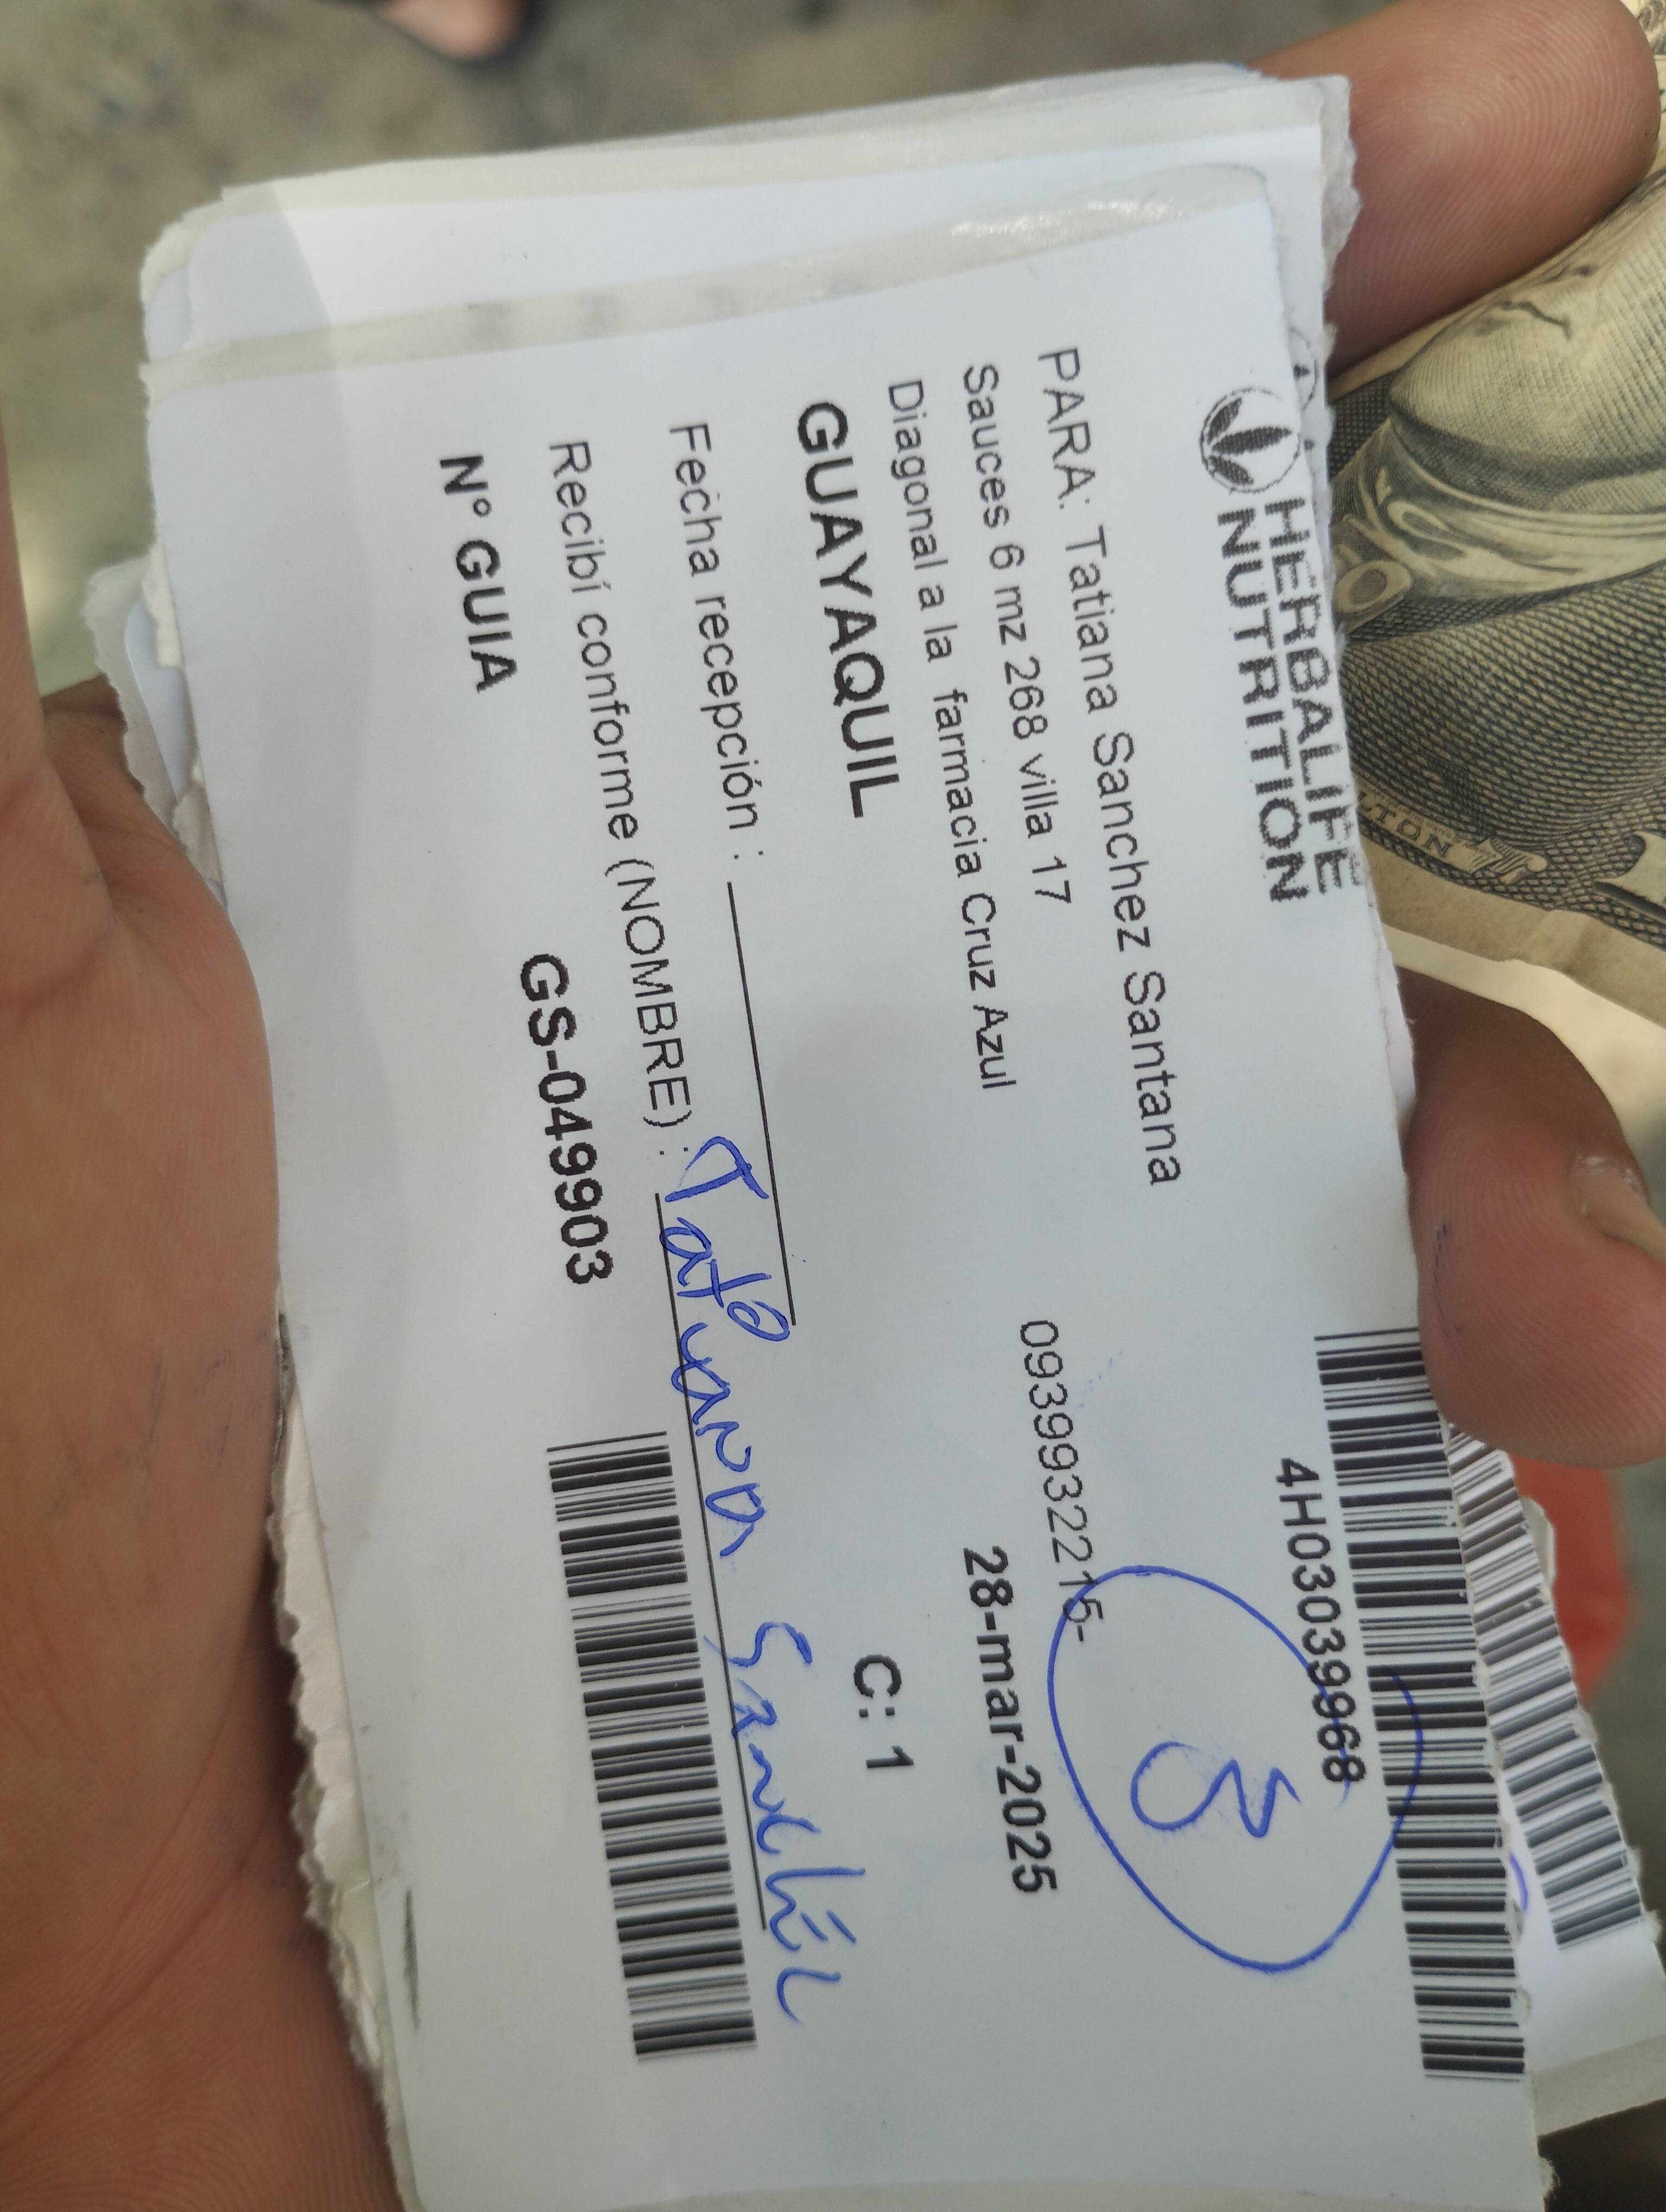 HERBALIFE
NUTRITION
4H03039968
3
PARA: Tatiana Sanchez Santana
Sauces 6 mz 268 villa 17
0939932215-
Diagonal a la farmacia Cruz Azul
28-mar-2025
GUAYAQUIL
C: 1
Fecha recepción :
Recibí conforme (NOMBRE) : Tatiana Sanchez
N° GUIA
GS-049903